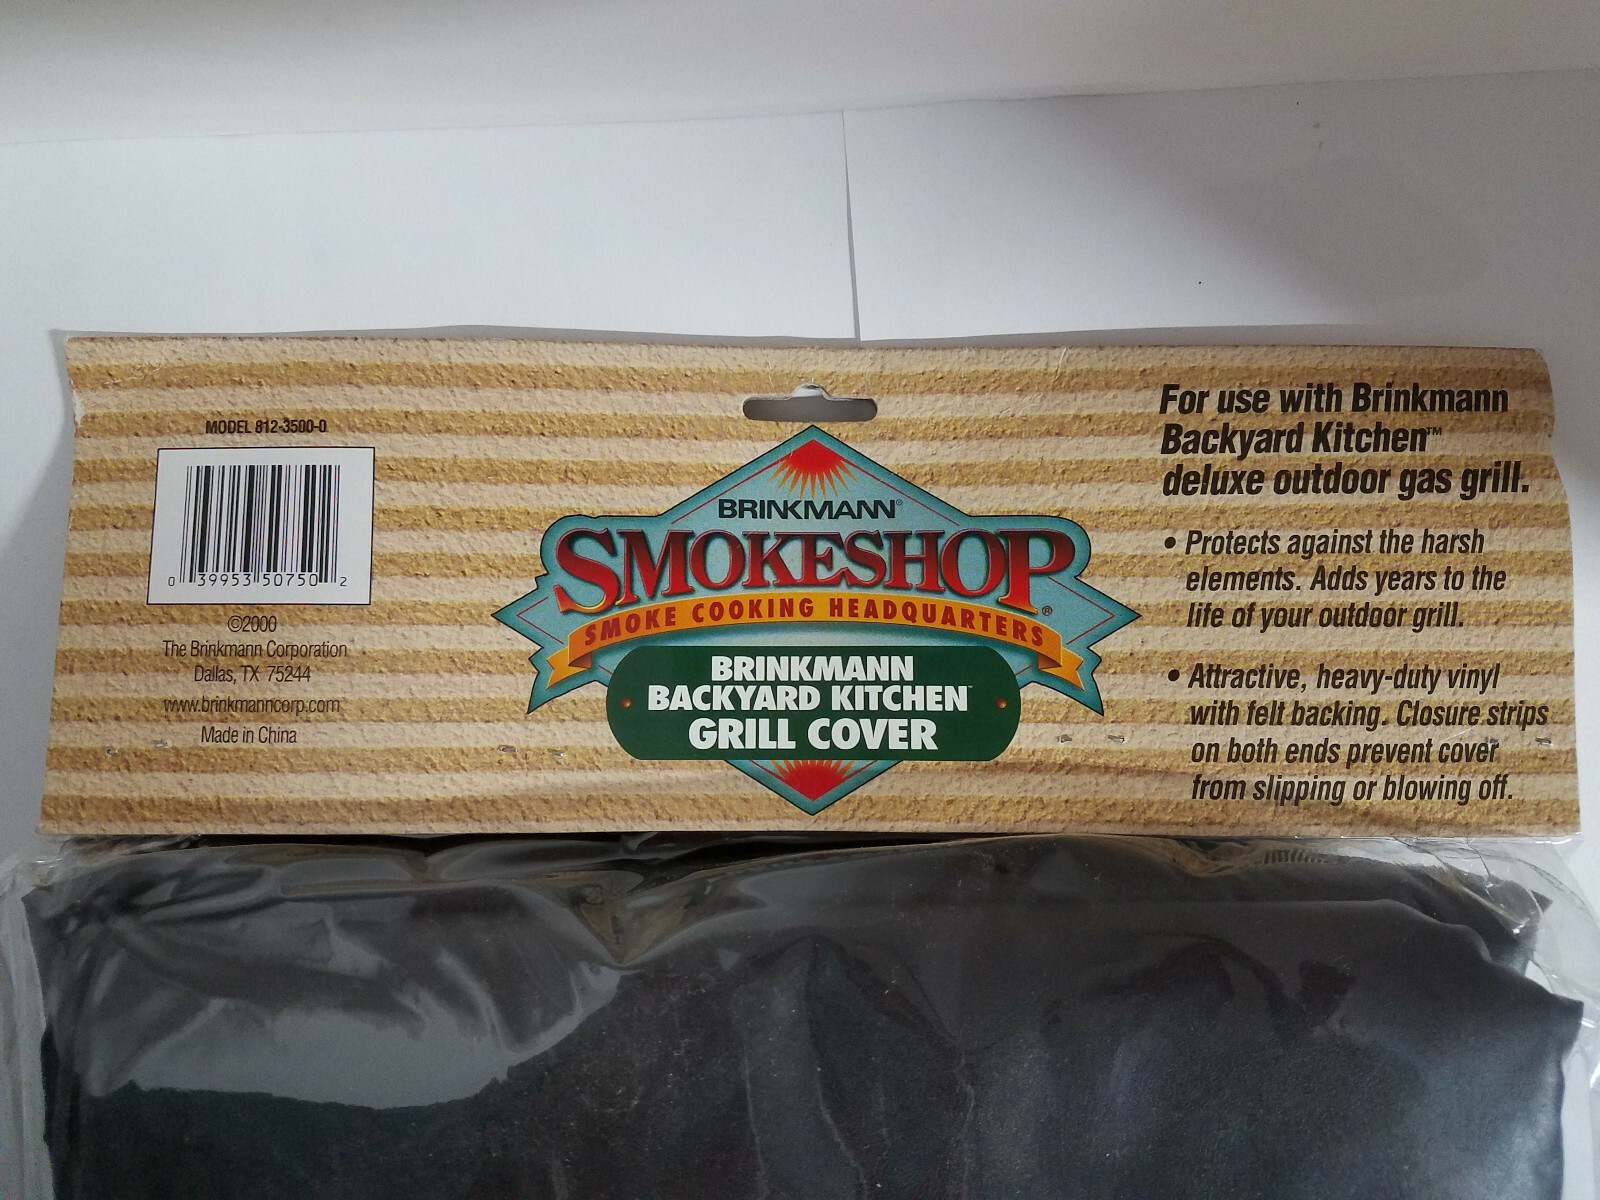 MODEL 812-3500-0
0 39953 50750 2
©2000
The Brinkmann Corporation
Dallas, TX 75244
www.brinkmanncorp.com
Made in China
BRINKMANN®
SMOKESHOP®
SMOKE COOKING HEADQUARTERS
BRINKMANN
BACKYARD KITCHEN™
GRILL COVER
For use with Brinkmann
Backyard Kitchen™
deluxe outdoor gas grill.
• Protects against the harsh
elements. Adds years to the
life of your outdoor grill.
• Attractive, heavy-duty vinyl
with felt backing. Closure strips
on both ends prevent cover
from slipping or blowing off.